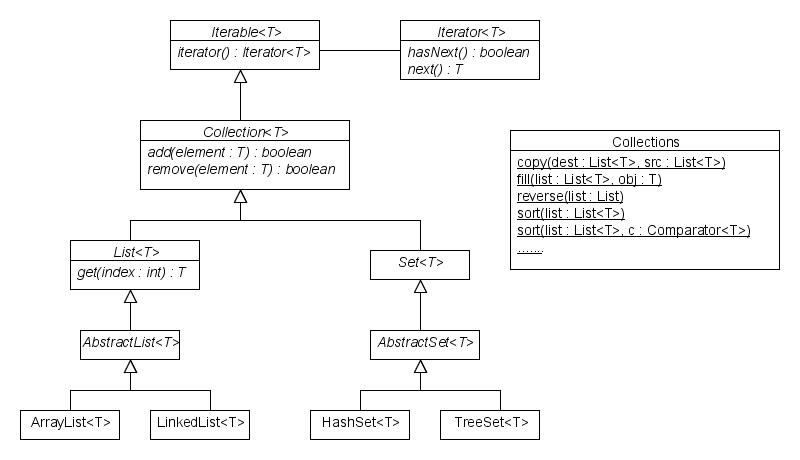 Iterable<T>
iterator() : Iterator<T>
Iterator<T>
hasNext() : boolean
next() : T
Collection<T>
add(element : T) : boolean
remove(element : T) : boolean
Collections
copy(dest : List<T>, src : List<T>)
fill(list : List<T>, obj : T)
reverse(list : List)
sort(list : List<T>)
sort(list : List<T>, c : Comparator<T>)
.......
List<T>
get(index : int) : T
Set<T>
AbstractList<T>
AbstractSet<T>
ArrayList<T>
LinkedList<T>
HashSet<T>
TreeSet<T>